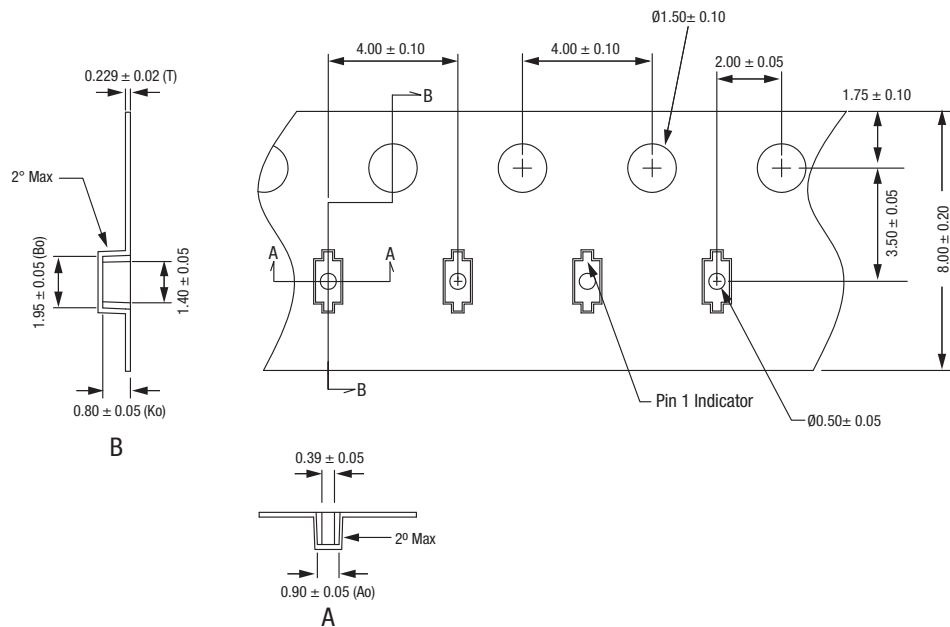 Ø1.50± 0.10
4.00 ± 0.10
4.00 ± 0.10
2.00 ± 0.05
0.229 ± 0.02 (T)
1.75 ± 0.10
B
2° Max
3.50 ± 0.05
8.00 ± 0.20
A
A
1.95 ± 0.05 (Bo)
1.40 ± 0.05
B
Pin 1 Indicator
0.80 ± 0.05 (Ko)
Ø0.50± 0.05
B
0.39 ± 0.05
2º Max
0.90 ± 0.05 (Ao)
A